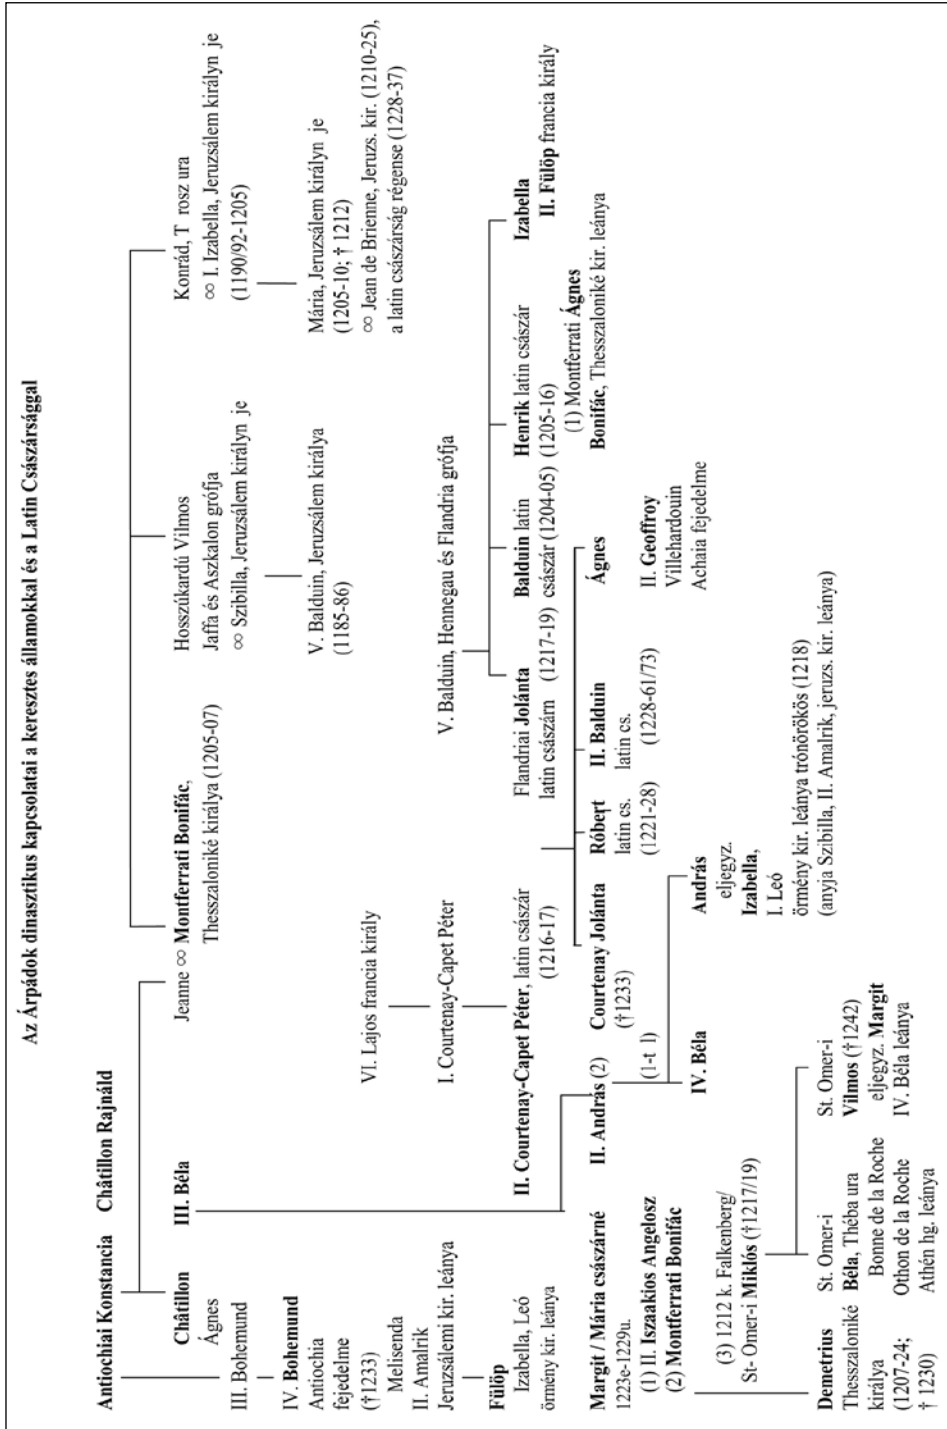 Az Árpádok dinasztikus kapcsolatai a keresztes államokkal és a Latin Császársággal
Antiochiai Konstancia
Châtillon Rajnáld
Châtillon
Ágnes
III. Béla
Jeanne ∞ Montferrati Bonifác,
Thesszaloniké királya (1205-07)
Hosszúkardú Vilmos
Jaffa és Aszkalon grófja
∞ Szibilla, Jeruzsálem királyn je
Konrád, T rosz ura
∞ I. Izabella, Jeruzsálem királyn je
(1190/92-1205)
III. Bohemund
V. Balduin, Jeruzsálem királya
(1185-86)
Mária, Jeruzsálem királyn je
(1205-10; † 1212)
∞ Jean de Brienne, Jeruzs. kir. (1210-25),
a latin császárság régense (1228-37)
IV. Bohemund
Antiochia
fejedelme
(†1233)
Melisenda
II. Amalrik
Jeruzsálemi kir. leánya
VI. Lajos francia király
I. Courtenay-Capet Péter
V. Balduin, Hennegau és Flandria grófja
Fülöp
Izabella, Leó
örmény kir. leánya
II. Courtenay-Capet Péter, latin császár
(1216-17)
Flandriai Jolánta
latin császárn
(1217-19)
Balduin latin
császár (1204-05)
Henrik latin császár
(1205-16)
(1) Montferrati Ágnes
Bonifác, Thesszaloniké kir. leánya
Izabella
II. Fülöp francia király
Margit / Mária császárné
1223e-1229u.
(1) II. Iszaakios Angelosz
(2) Montferrati Bonifác
II. András (2)
(1-t l)
Courtenay Jolánta
(†1233)
Róbert
latin cs.
(1221-28)
II. Balduin
latin cs.
(1228-61/73)
Ágnes
II. Geoffroy
Villehardouin
Achaia fejedelme
IV. Béla
András
eljegyz.
Izabella,
I. Leó
örmény kir. leánya trónörökös (1218)
(anyja Szibilla, II. Amalrik, jeruzs. kir. leánya)
(3) 1212 k. Falkenberg/
St- Omer-i Miklós (†1217/19)
Demetrius
Thesszaloniké
királya
(1207-24;
† 1230)
St. Omer-i
Béla, Théba ura
Bonne de la Roche
Othon de la Roche
Athén hg. leánya
St. Omer-i
Vilmos (†1242)
eljegyz. Margit
IV. Béla leánya